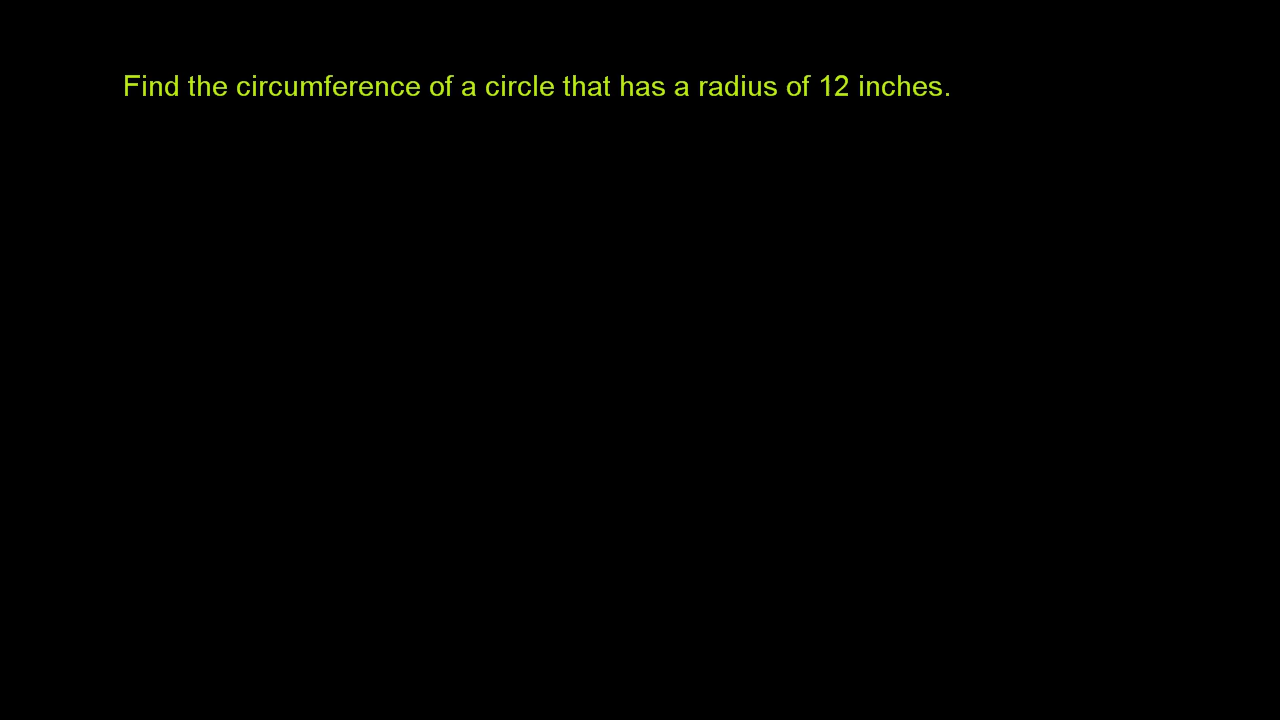 Find the circumference of a circle that has a radius of 12 inches.